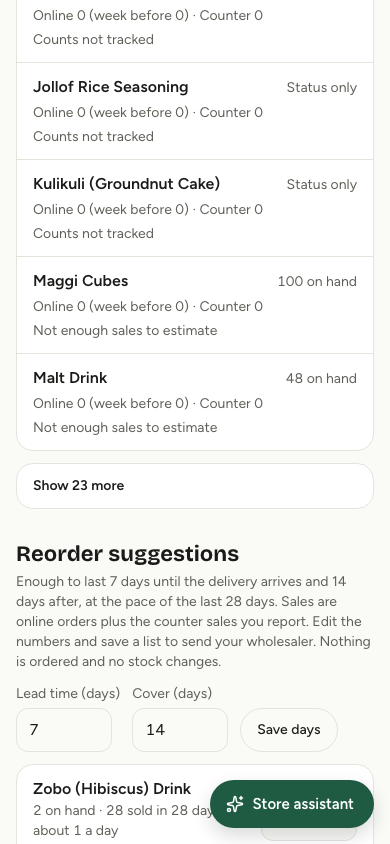 Online 0 (week before 0) · Counter 0
Counts not tracked
Jollof Rice Seasoning
Status only
Online 0 (week before 0) · Counter 0
Counts not tracked
Kulikuli (Groundnut Cake)
Status only
Online 0 (week before 0) · Counter 0
Counts not tracked
Maggi Cubes
100 on hand
Online 0 (week before 0) · Counter 0
Not enough sales to estimate
Malt Drink
48 on hand
Online 0 (week before 0) · Counter 0
Not enough sales to estimate
Show 23 more
Reorder suggestions
Enough to last 7 days until the delivery arrives and 14
days after, at the pace of the last 28 days. Sales are
online orders plus the counter sales you report. Edit the
numbers and save a list to send your wholesaler. Nothing
is ordered and no stock changes.
Lead time (days)
Cover (days)
7
14
Save days
Zobo (Hibiscus) Drink
2 on hand · 28 sold in 28
about 1 a day
Store assistant